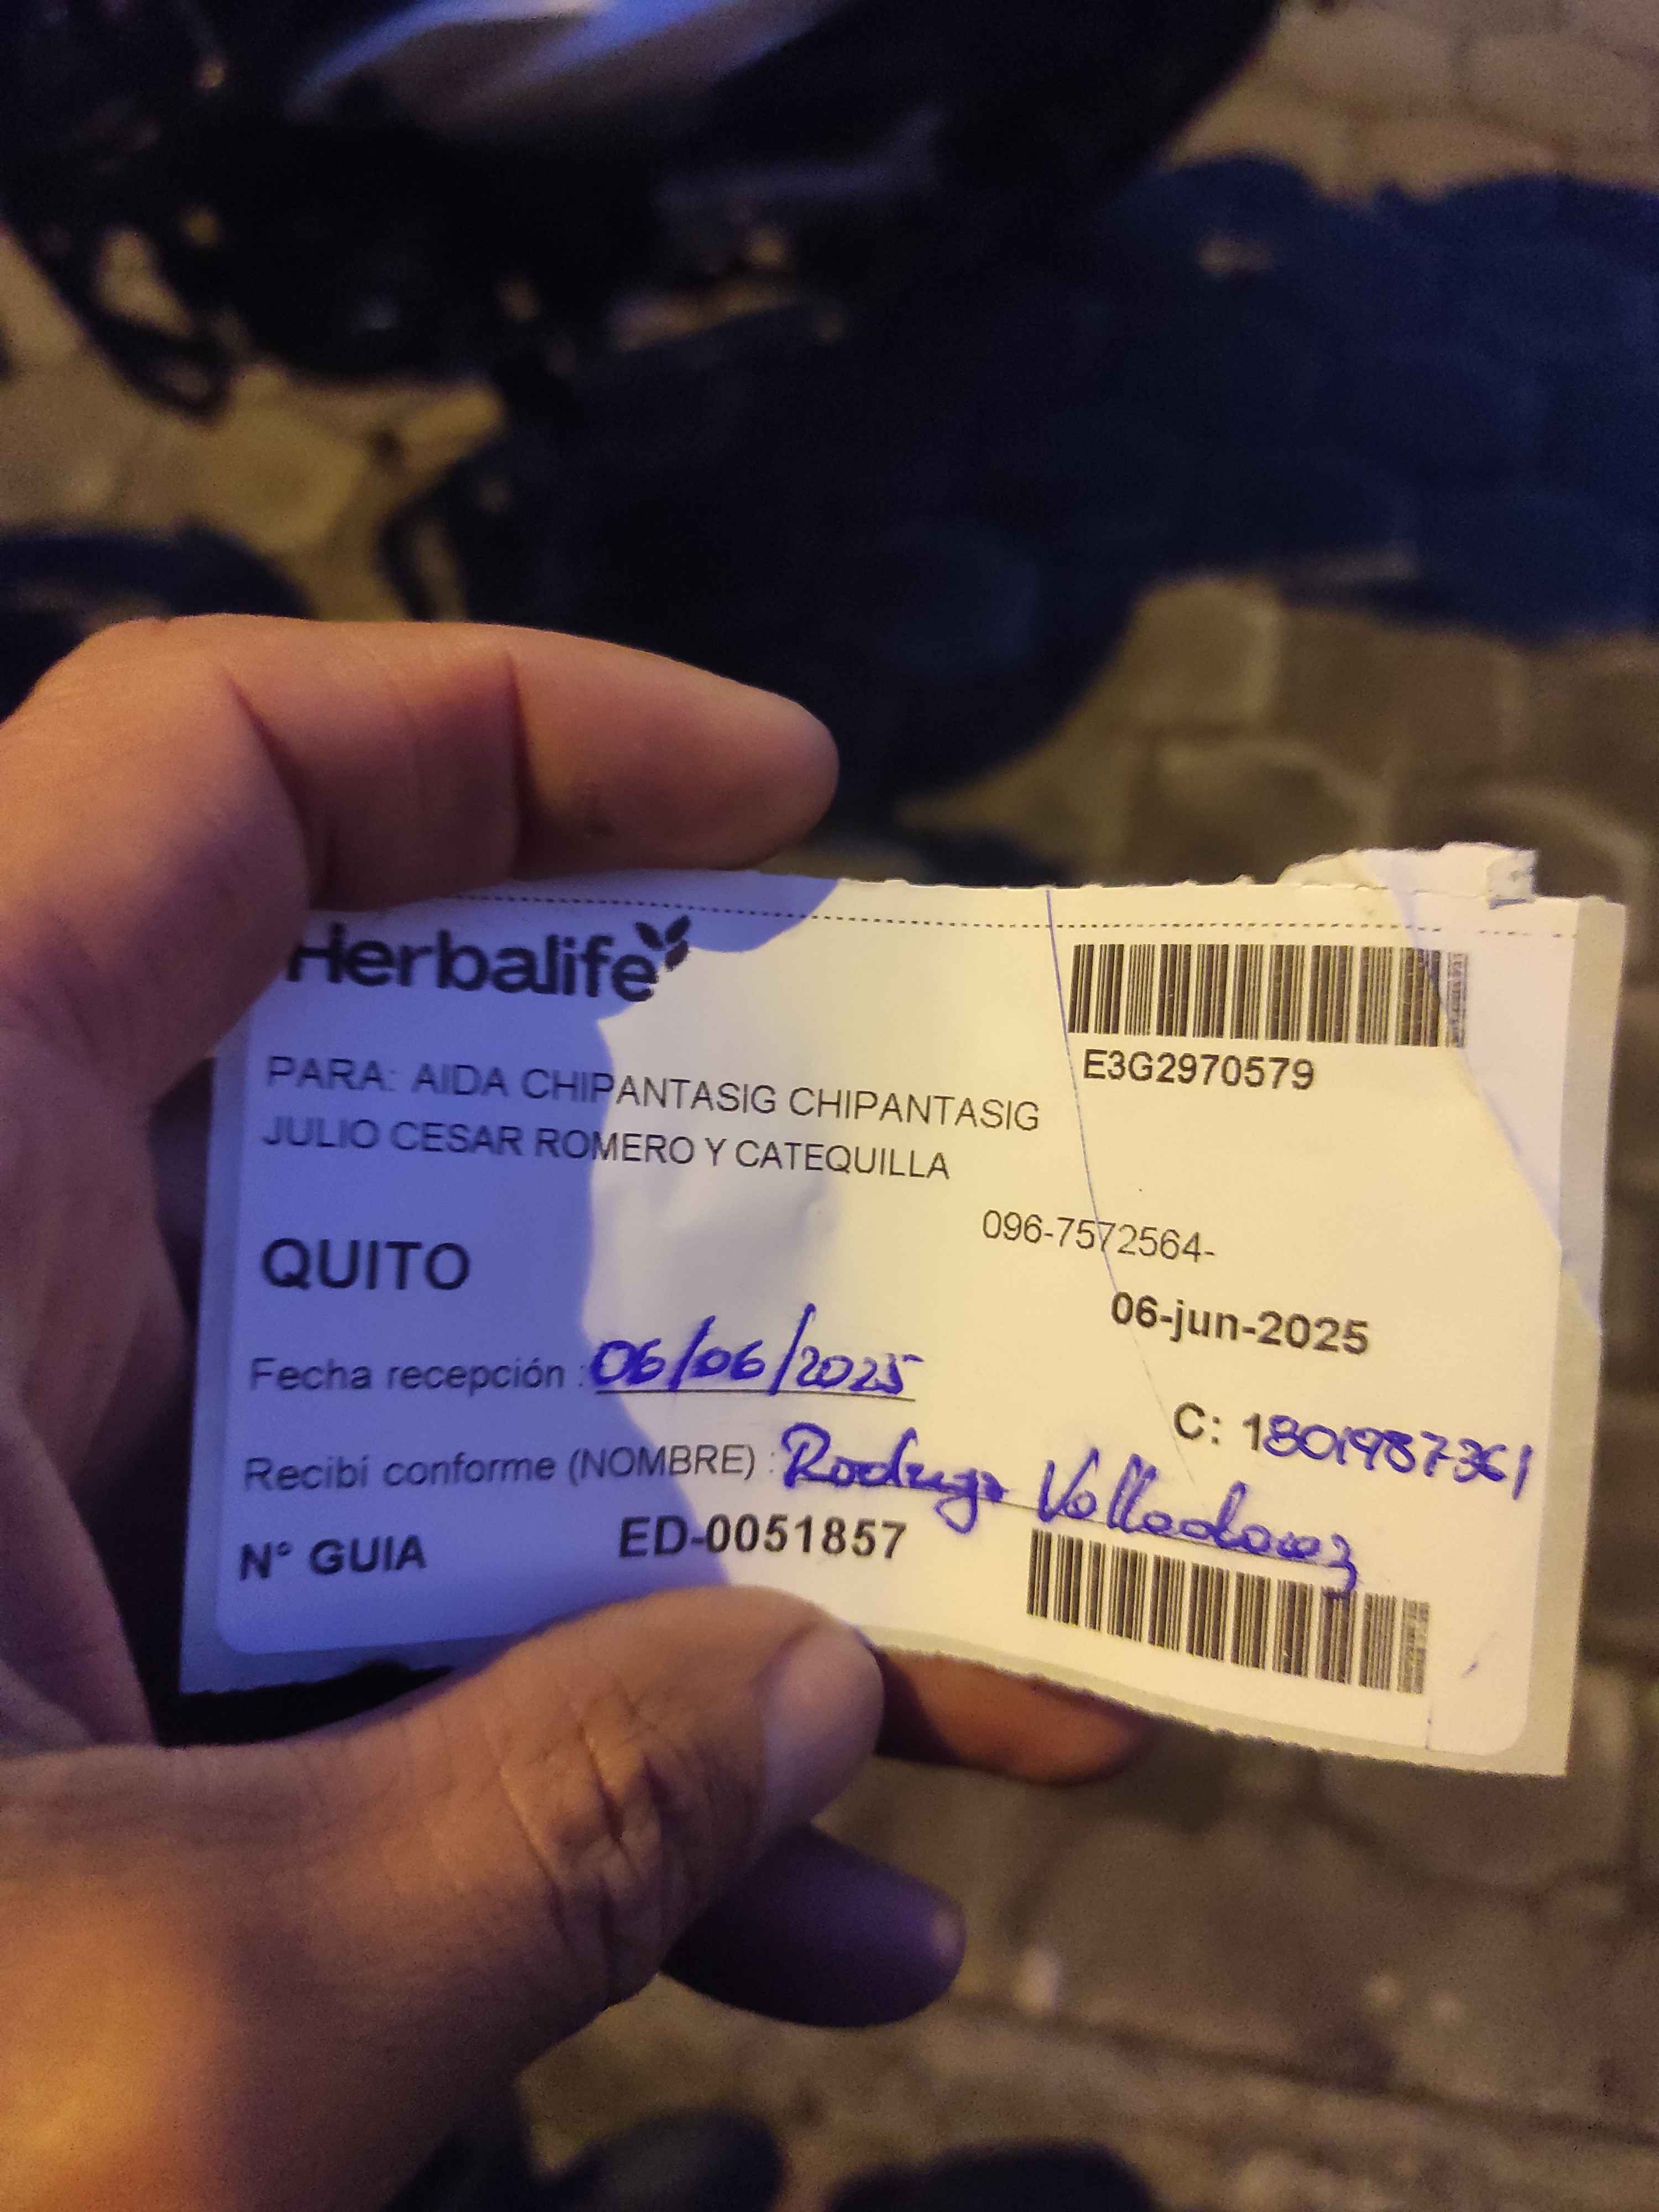 Herbalife
E3G2970579
PARA: AIDA CHIPANTASIG CHIPANTASIG
JULIO CESAR ROMERO Y CATEQUILLA
096-7572564-
QUITO
06-jun-2025
Fecha recepción : 06/06/2025
C: 1801987361
Recibí conforme (NOMBRE) : Rodrigo
N° GUIA ED-0051857